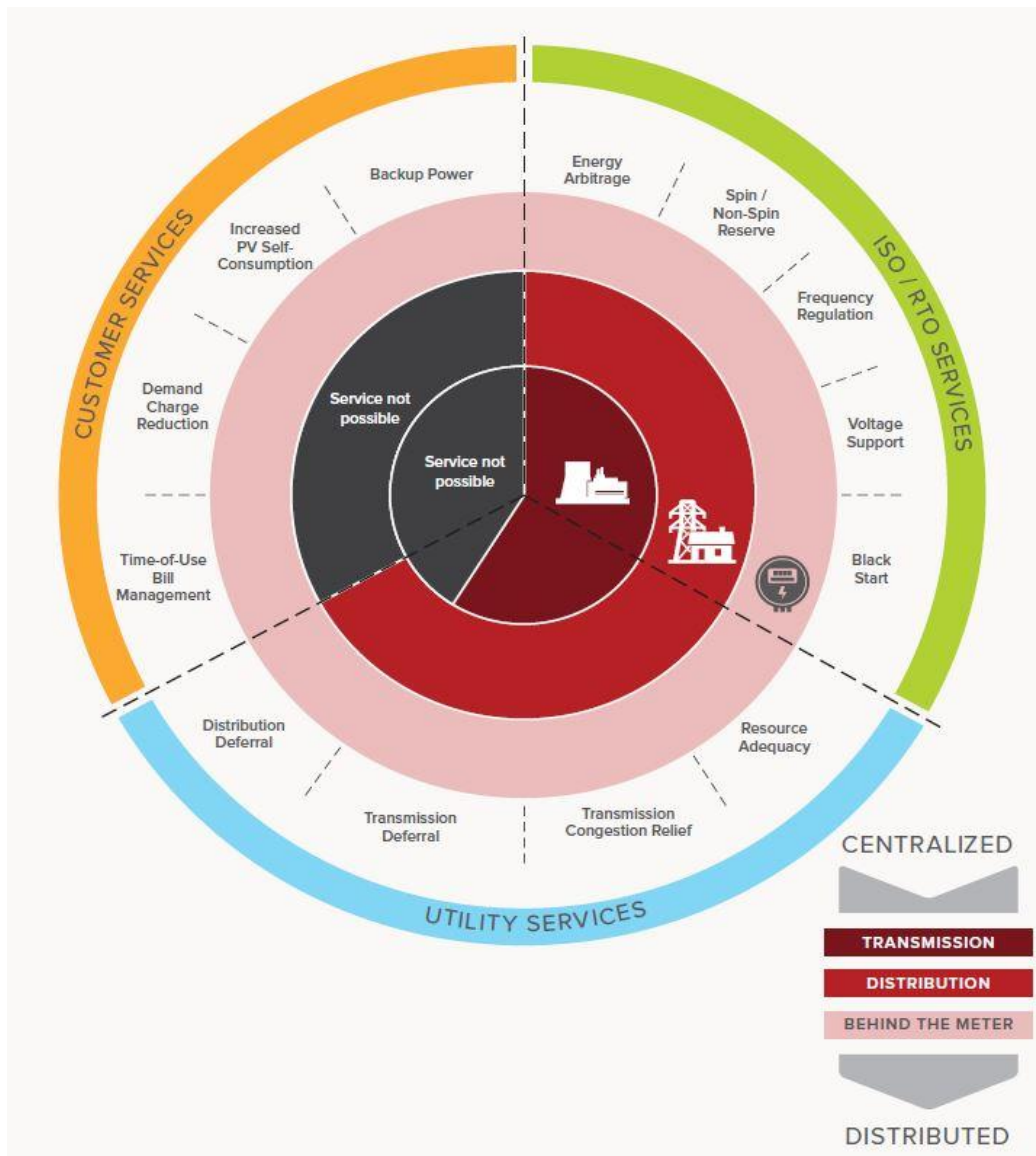 CUSTOMER SERVICES
ISO / RTO SERVICES
UTILITY SERVICES
Backup Power
Increased
PV Self-
Consumption
Demand
Charge
Reduction
Time-of-Use
Bill
Management
Energy
Arbitrage
Spin /
Non-Spin
Reserve
Frequency
Regulation
Voltage
Support
Black
Start
Resource
Adequacy
Transmission
Congestion Relief
Transmission
Deferral
Distribution
Deferral
Service not
possible
Service not
possible
CENTRALIZED
TRANSMISSION
DISTRIBUTION
BEHIND THE METER
DISTRIBUTED